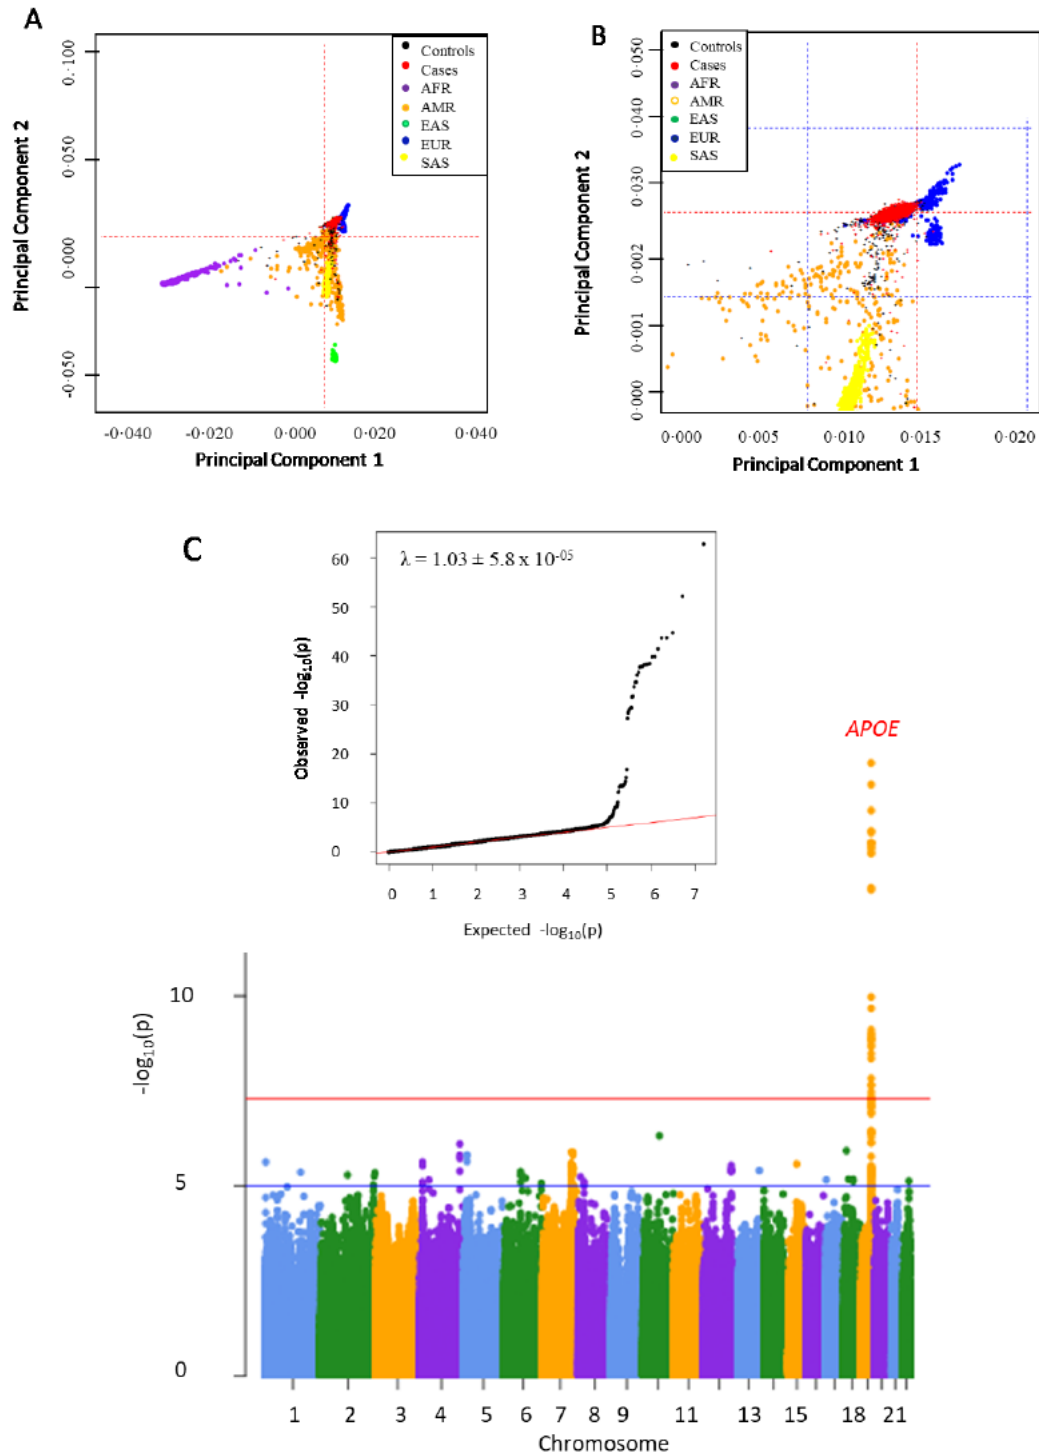 A
Principal Component 2
0·100
0·050
0·000
-0·050
Controls
Cases
AFR
AMR
EAS
EUR
SAS
-0·040 -0·020 0·000 0·020 0·040
Principal Component 1
B
Principal Component 2
0·050
0·040
0·030
0·002
0·001
0·000
Controls
Cases
AFR
AMR
EAS
EUR
SAS
0·000 0·005 0·010 0·015 0·020
Principal Component 1
C
λ = 1.03 ± 5.8 x 10⁻⁰⁵
Observed -log₁₀(p)
60
50
40
30
20
10
0
0 1 2 3 4 5 6 7
Expected -log₁₀(p)
APOE
-log₁₀(p)
10
5
0
1 2 3 4 5 6 7 8 9 11 13 15 18 21
Chromosome